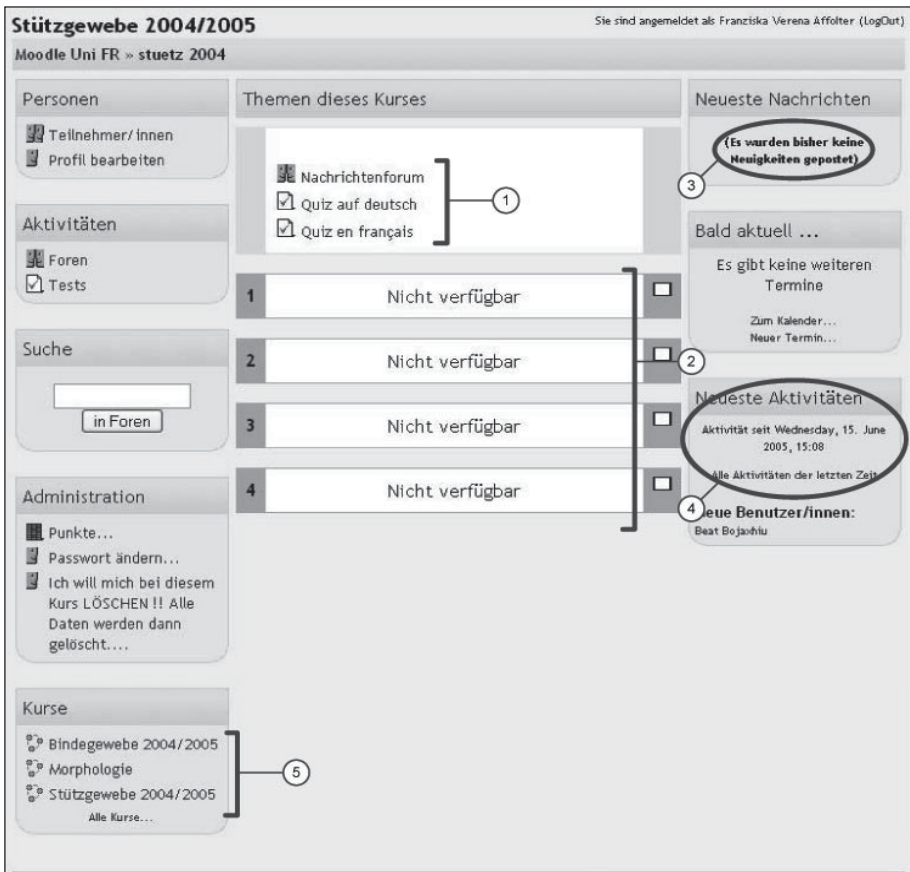 Stützgewebe 2004/2005
Sie sind angemeldet als Franziska Verena Affolter (LogOut)
Moodle Uni FR » stuetz 2004
Personen
Teilnehmer/innen
Profil bearbeiten
Aktivitäten
Foren
Tests
Suche
in Foren
Administration
Punkte...
Passwort ändern...
Ich will mich bei diesem
Kurs LÖSCHEN !! Alle
Daten werden dann
gelöscht....
Kurse
Bindegewebe 2004/2005
Morphologie
Stützgewebe 2004/2005
Alle Kurse...
5
Themen dieses Kurses
Nachrichtenforum
Quiz auf deutsch
Quiz en français
1
1 Nicht verfügbar
2 Nicht verfügbar
3 Nicht verfügbar
4 Nicht verfügbar
2
Neueste Nachrichten
(Es wurden bisher keine
Neuigkeiten gepostet)
3
Bald aktuell ...
Es gibt keine weiteren
Termine
Zum Kalender...
Neuer Termin...
Neueste Aktivitäten
Aktivität seit Wednesday, 15. June
2005, 15:08
Alle Aktivitäten der letzten Zeit
4
Neue Benutzer/innen:
Beat Bojaxhiu